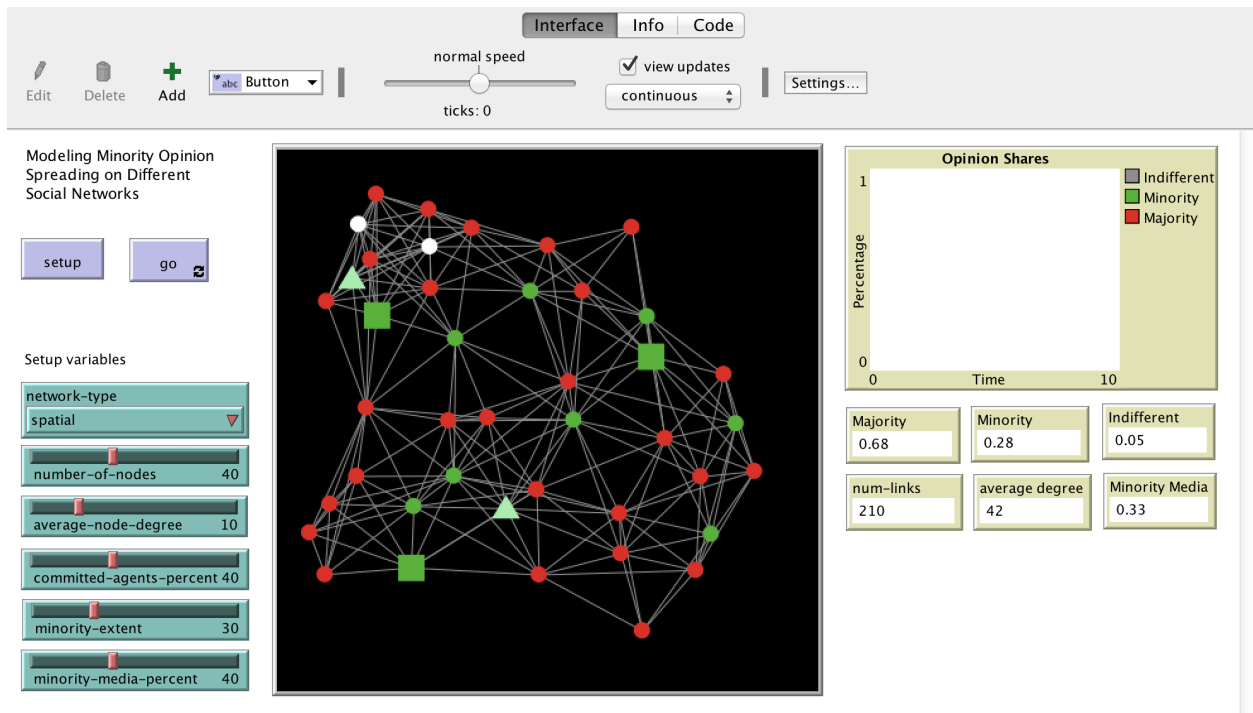 Interface Info Code
normal speed
view updates
Edit Delete Add abc Button continuous Settings...
ticks: 0
Modeling Minority Opinion
Spreading on Different
Social Networks
setup go
Setup variables
network-type
spatial
number-of-nodes 40
average-node-degree 10
committed-agents-percent 40
minority-extent 30
minority-media-percent 40
Opinion Shares
1
Percentage
0
0 Time 10
Indifferent
Minority
Majority
Majority Minority Indifferent
0.68 0.28 0.05
num-links average degree Minority Media
210 42 0.33